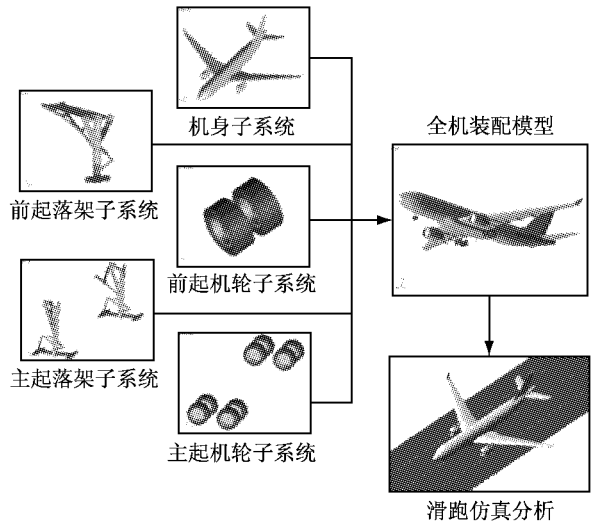 机身子系统
全机装配模型
前起落架子系统
前起机轮子系统
主起落架子系统
主起机轮子系统
滑跑仿真分析